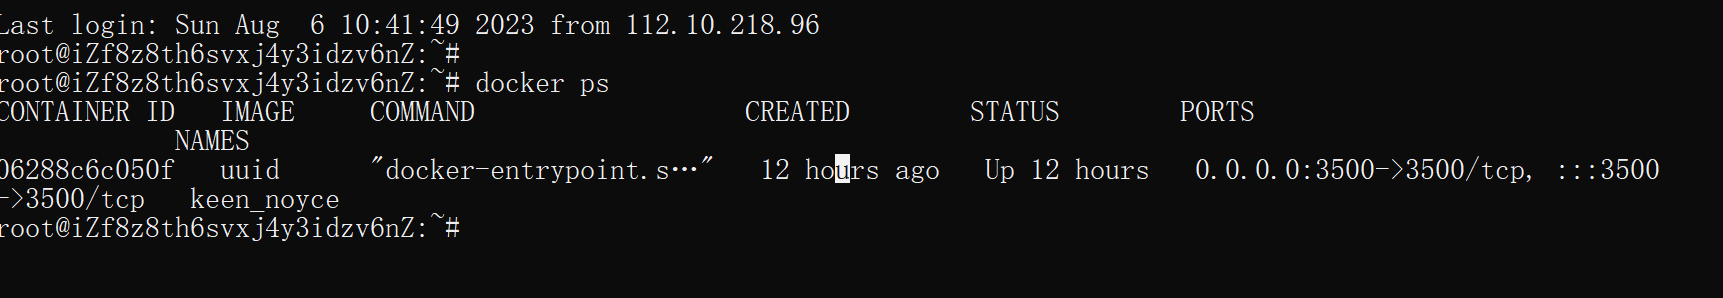 Last login: Sun Aug  6 10:41:49 2023 from 112.10.218.96
root@iZf8z8th6svxj4y3idzv6nZ:~#
root@iZf8z8th6svxj4y3idzv6nZ:~# docker ps
CONTAINER ID   IMAGE     COMMAND                  CREATED        STATUS        PORTS
NAMES
06288c6c050f   uuid      "docker-entrypoint.s…"   12 hours ago   Up 12 hours   0.0.0.0:3500->3500/tcp, :::3500
->3500/tcp   keen_noyce
root@iZf8z8th6svxj4y3idzv6nZ:~#